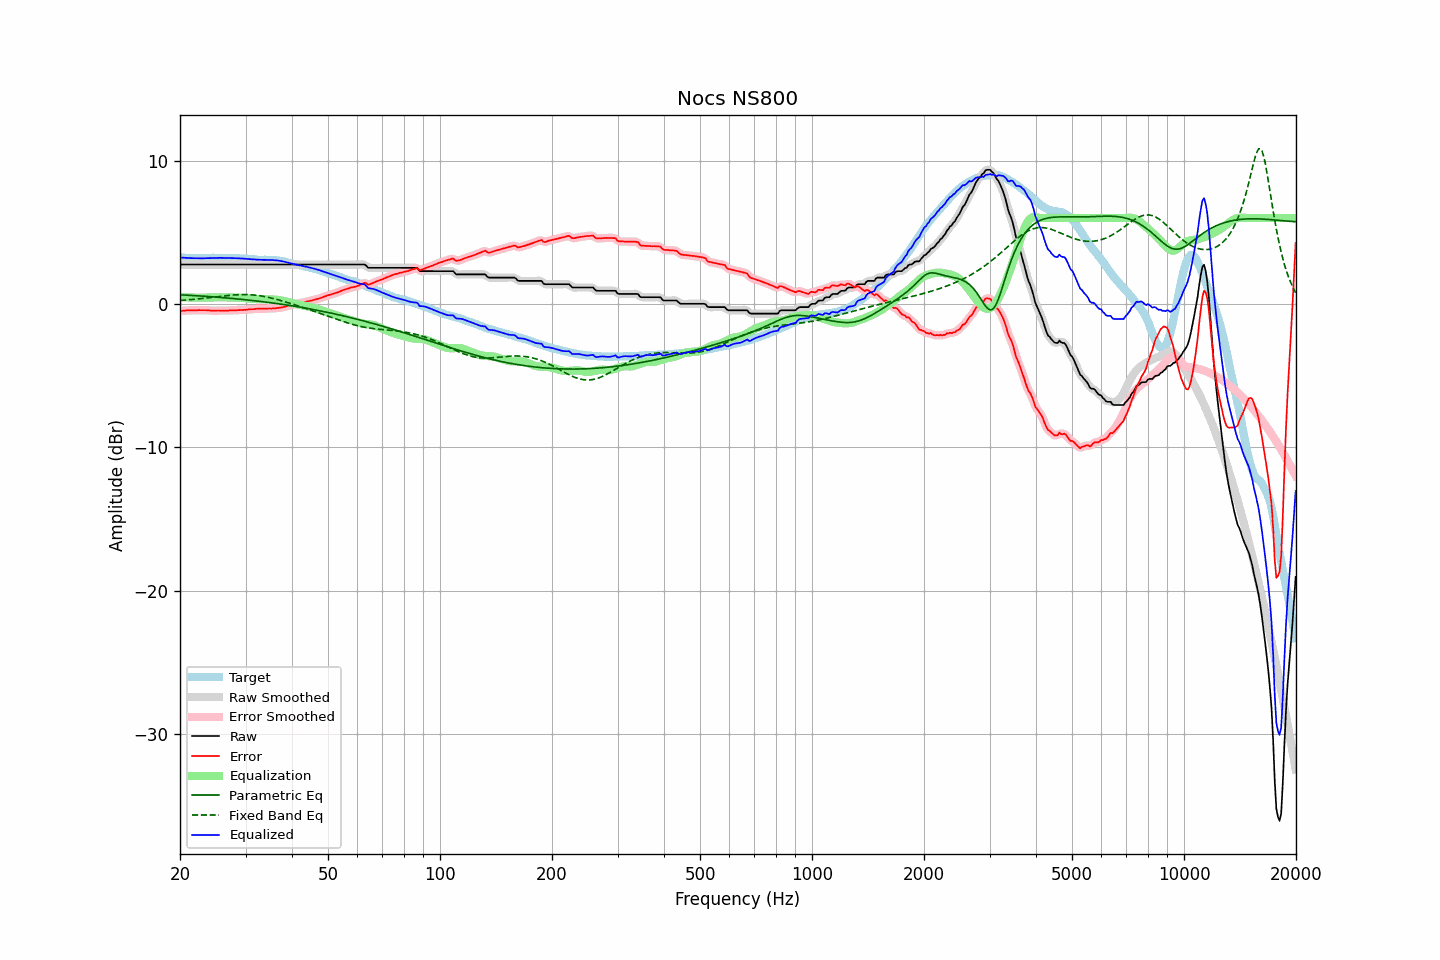 Nocs NS800
Amplitude (dBr)
10
0
−10
−20
−30
Target
Raw Smoothed
Error Smoothed
Raw
Error
Equalization
Parametric Eq
Fixed Band Eq
Equalized
20 50 100 200 500 1000 2000 5000 10000 20000
Frequency (Hz)